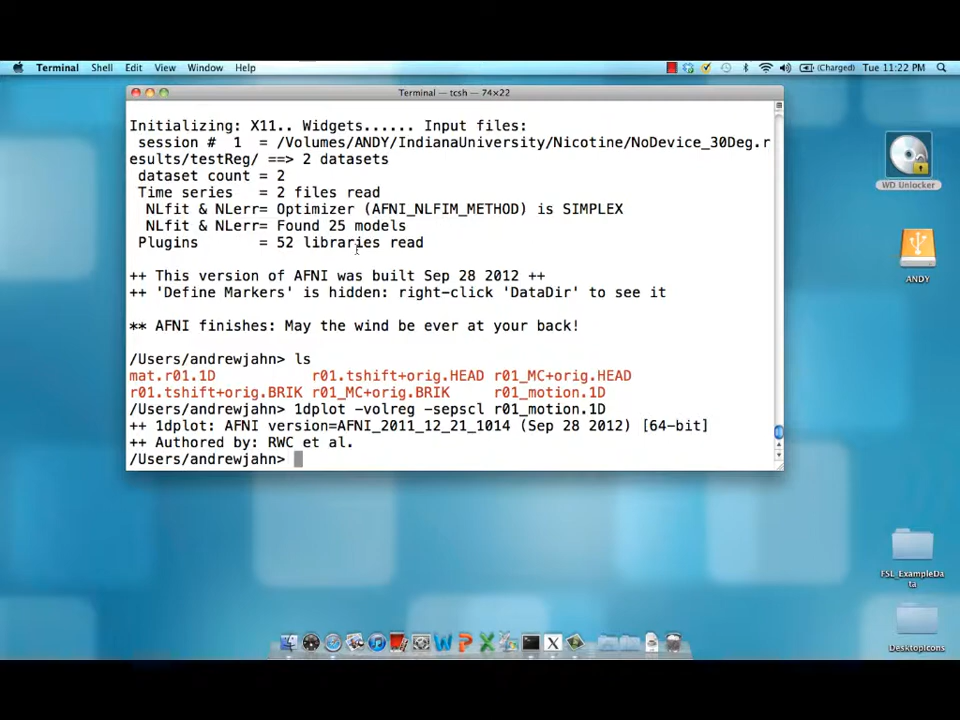 Terminal Shell Edit View Window Help (Charged) Tue 11:22 PM
Terminal — tcsh — 74×22
Initializing: X11.. Widgets...... Input files:
session # 1 = /Volumes/ANDY/IndianaUniversity/Nicotine/NoDevice_30Deg.r
esults/testReg/ ==> 2 datasets
dataset count = 2
Time series = 2 files read
NLfit & NLerr= Optimizer (AFNI_NLFIM_METHOD) is SIMPLEX
NLfit & NLerr= Found 25 models
Plugins = 52 libraries read
++ This version of AFNI was built Sep 28 2012 ++
++ 'Define Markers' is hidden: right-click 'DataDir' to see it
** AFNI finishes: May the wind be ever at your back!
/Users/andrewjahn> ls
mat.r01.1D r01.tshift+orig.HEAD r01_MC+orig.HEAD
r01.tshift+orig.BRIK r01_MC+orig.BRIK r01_motion.1D
/Users/andrewjahn> 1dplot -volreg -sepscl r01_motion.1D
++ 1dplot: AFNI version=AFNI_2011_12_21_1014 (Sep 28 2012) [64-bit]
++ Authored by: RWC et al.
/Users/andrewjahn>
WD Unlocker
ANDY
FSL_ExampleDa
ta
DesktopIcons